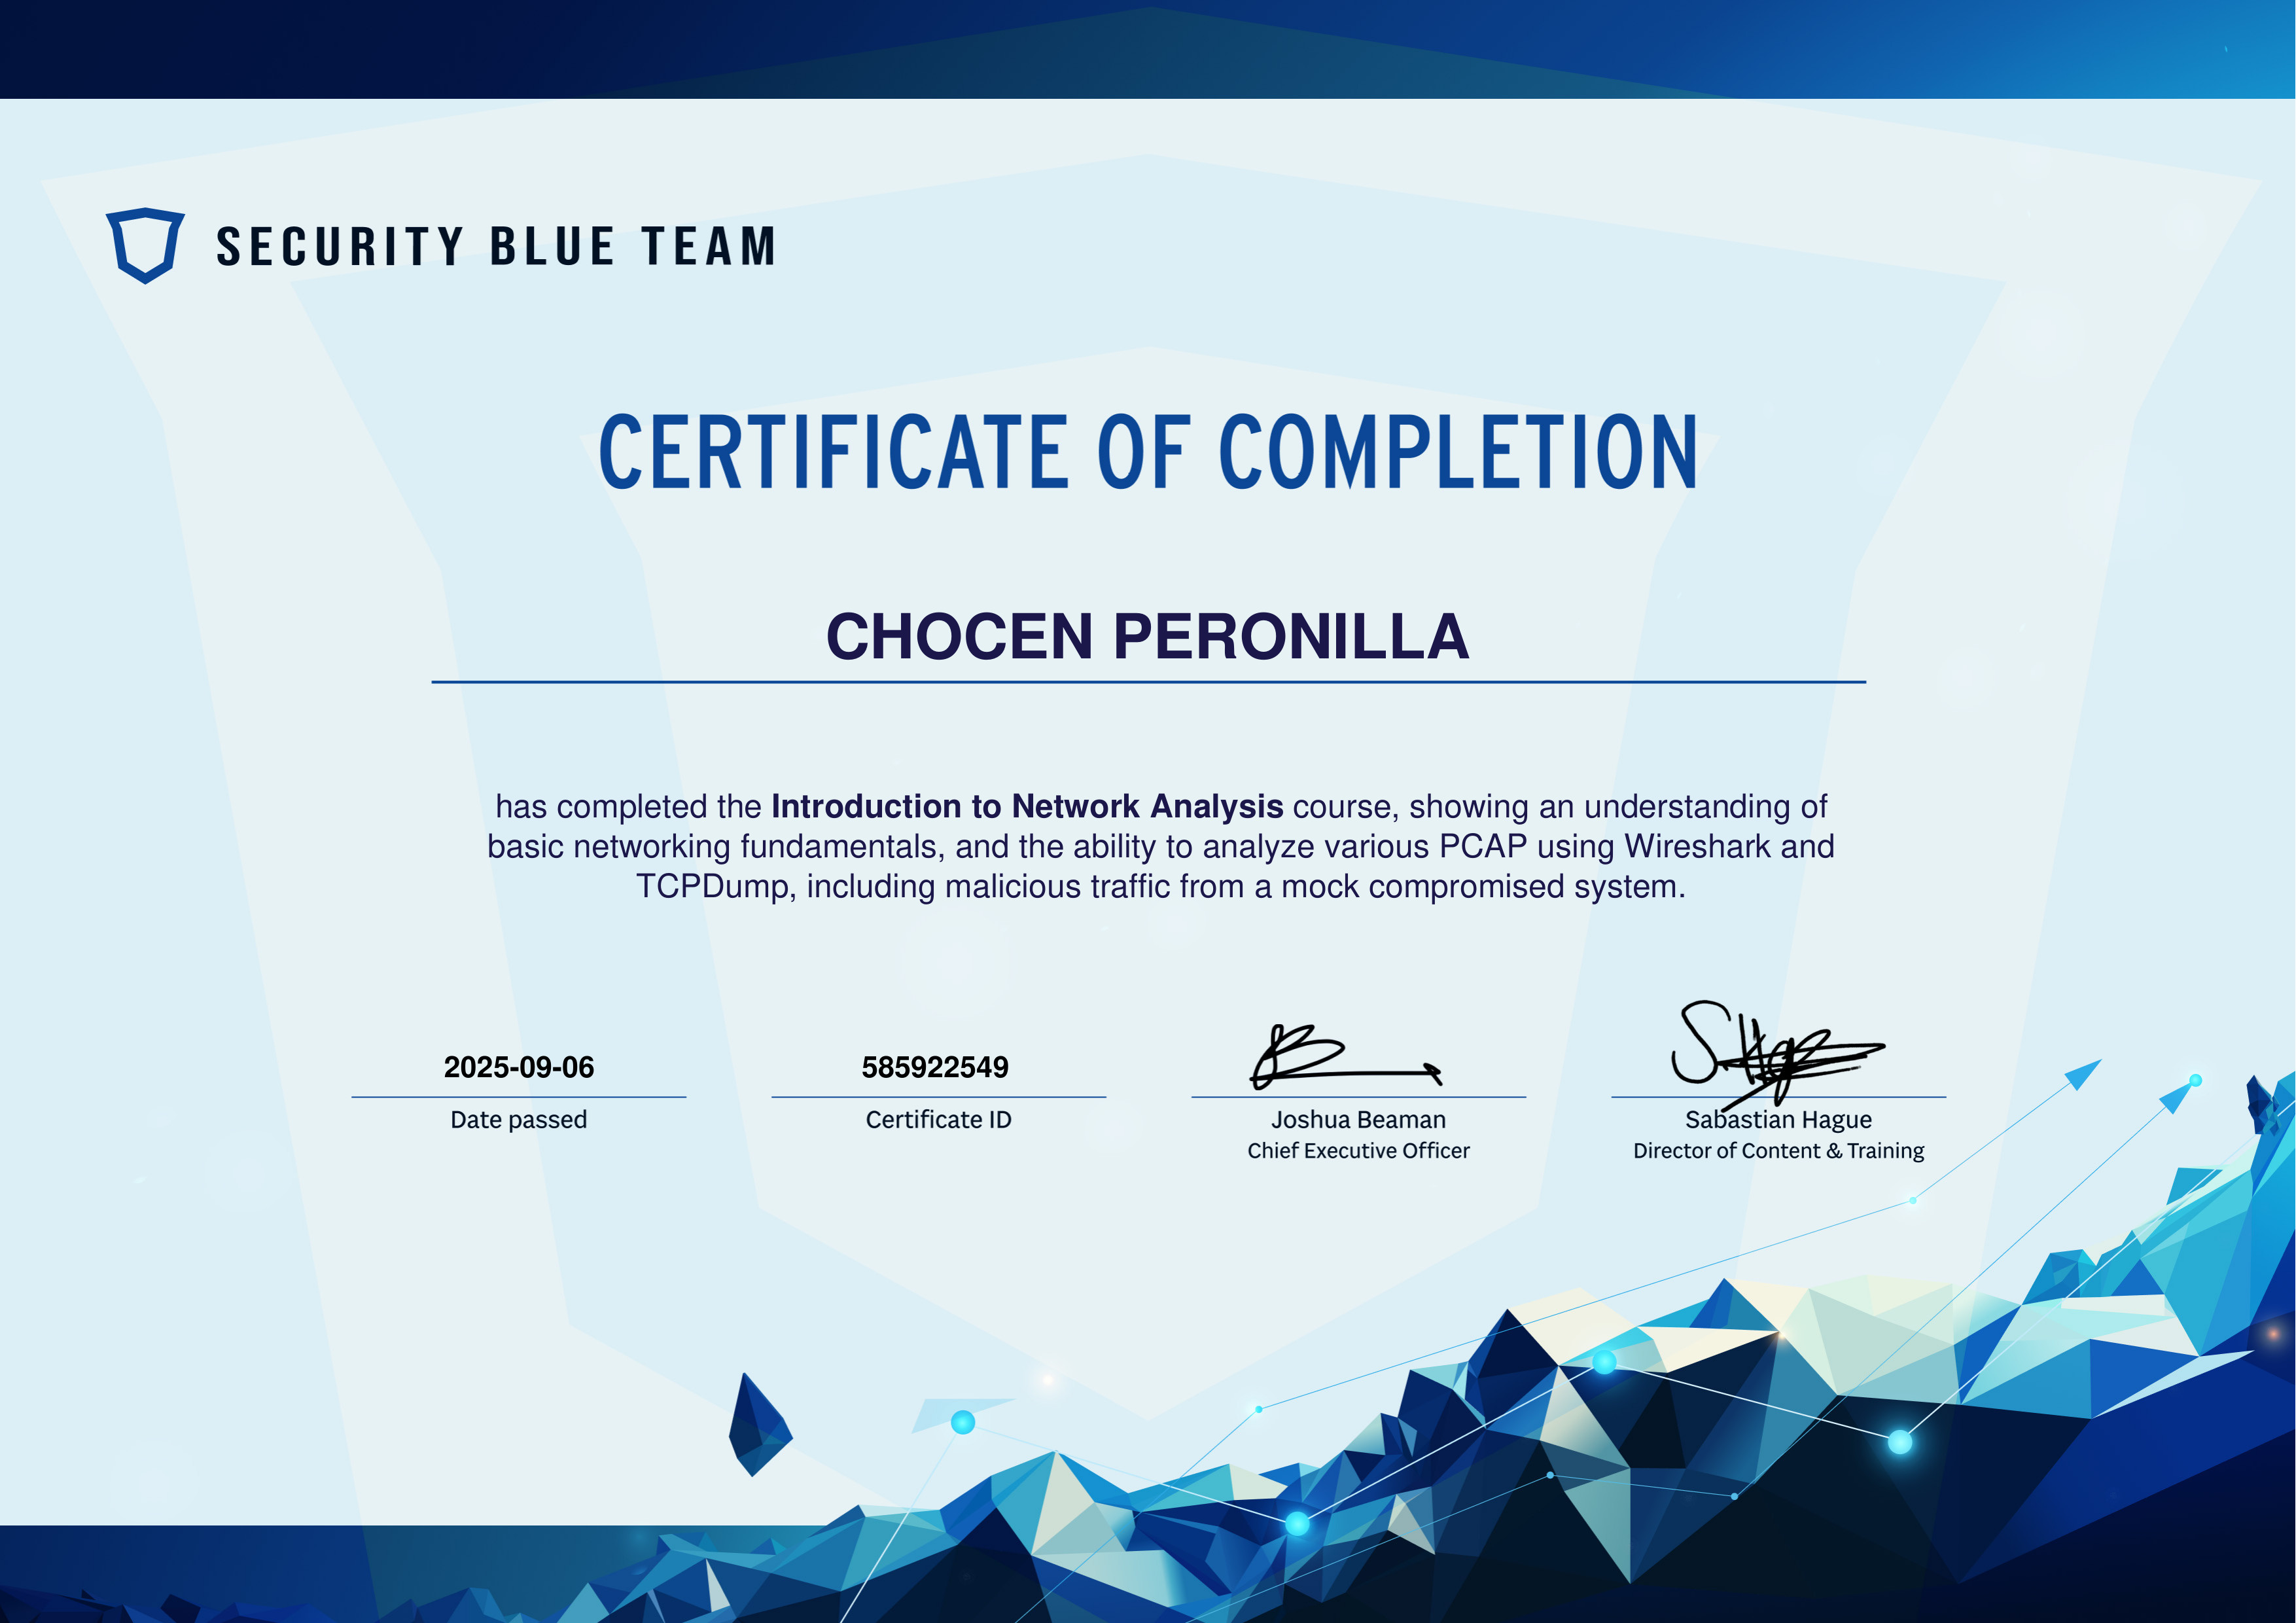 SECURITY BLUE TEAM
CERTIFICATE OF COMPLETION
CHOCEN PERONILLA
has completed the Introduction to Network Analysis course, showing an understanding of
basic networking fundamentals, and the ability to analyze various PCAP using Wireshark and
TCPDump, including malicious traffic from a mock compromised system.
2025-09-06
Date passed
585922549
Certificate ID
Joshua Beaman
Chief Executive Officer
Sabastian Hague
Director of Content & Training